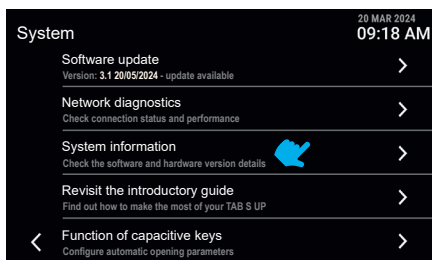 20 MAR 2024
System
09:18 AM
Software update
Version: 3.1 20/05/2024 - update available
Network diagnostics
Check connection status and performance
System information
Check the software and hardware version details
Revisit the introductory guide
Find out how to make the most of your TAB S UP
Function of capacitive keys
Configure automatic opening parameters